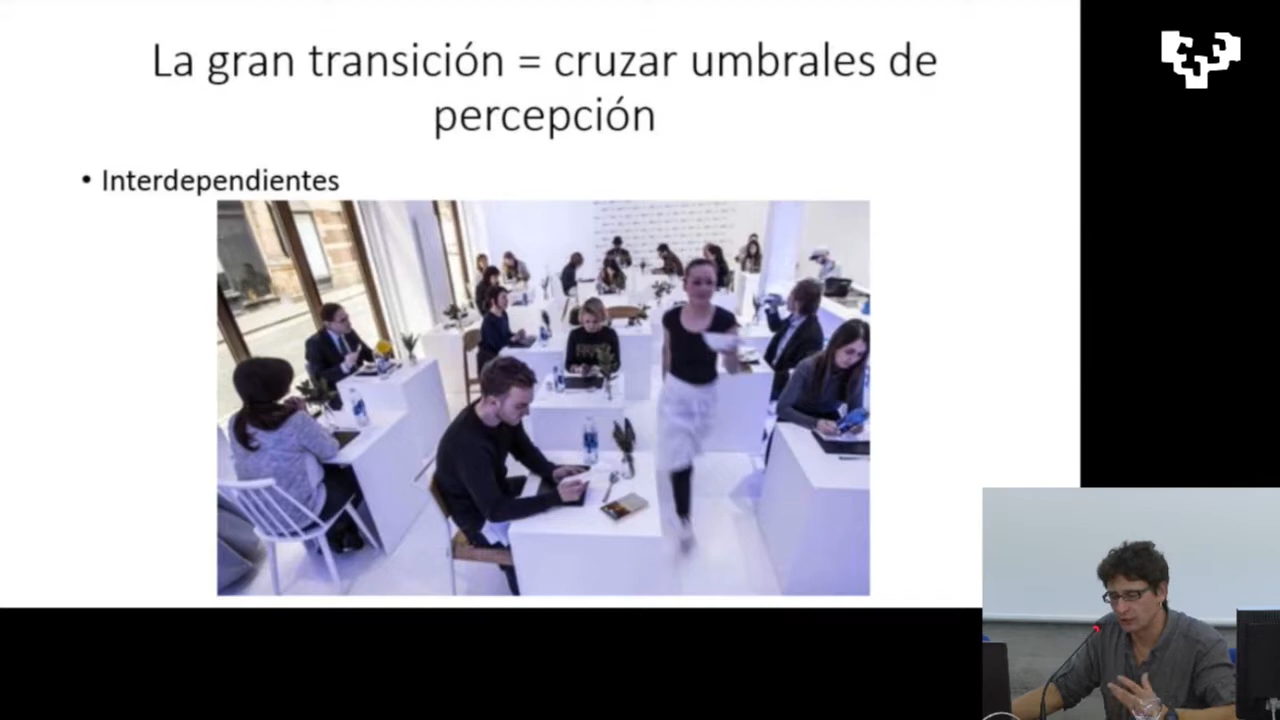 La gran transición = cruzar umbrales de
percepción
• Interdependientes